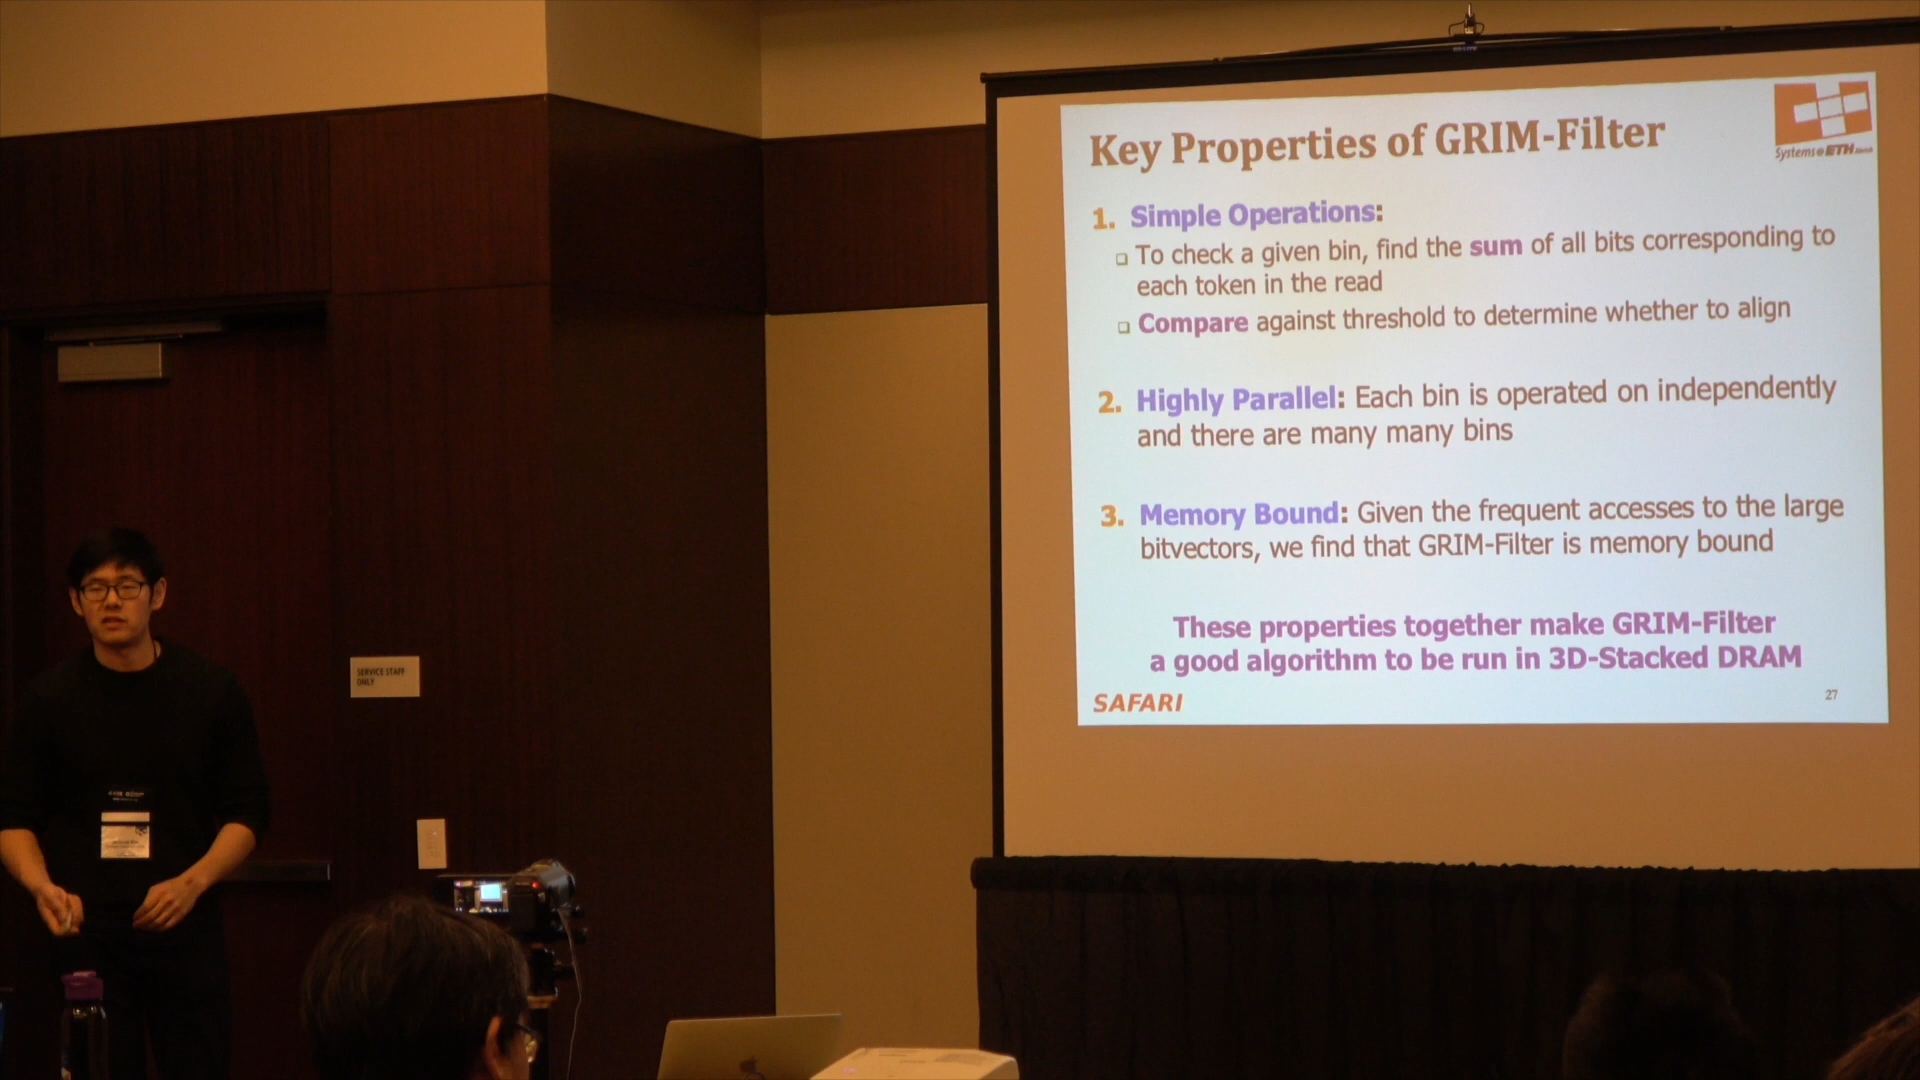 Key Properties of GRIM-Filter
Systems@ETH
1. Simple Operations:
To check a given bin, find the sum of all bits corresponding to
each token in the read
Compare against threshold to determine whether to align
2. Highly Parallel: Each bin is operated on independently
and there are many many bins
3. Memory Bound: Given the frequent accesses to the large
bitvectors, we find that GRIM-Filter is memory bound
These properties together make GRIM-Filter
a good algorithm to be run in 3D-Stacked DRAM
SAFARI
27
SERVICE STAFF
ONLY